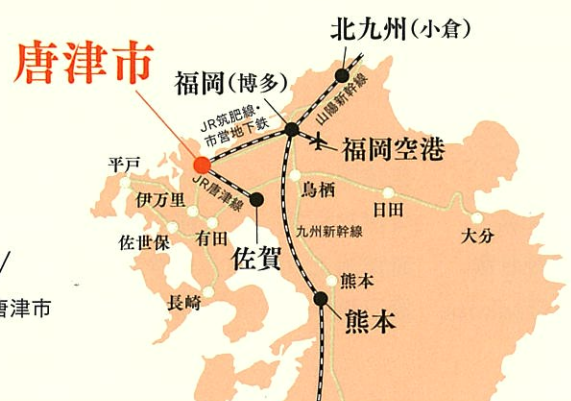 北九州(小倉)
唐津市
福岡(博多)
山陽新幹線
JR筑肥線・
市営地下鉄
福岡空港
平戸
JR唐津線
鳥栖
伊万里
日田
佐世保
有田
九州新幹線
大分
佐賀
熊本
長崎
唐津市
熊本